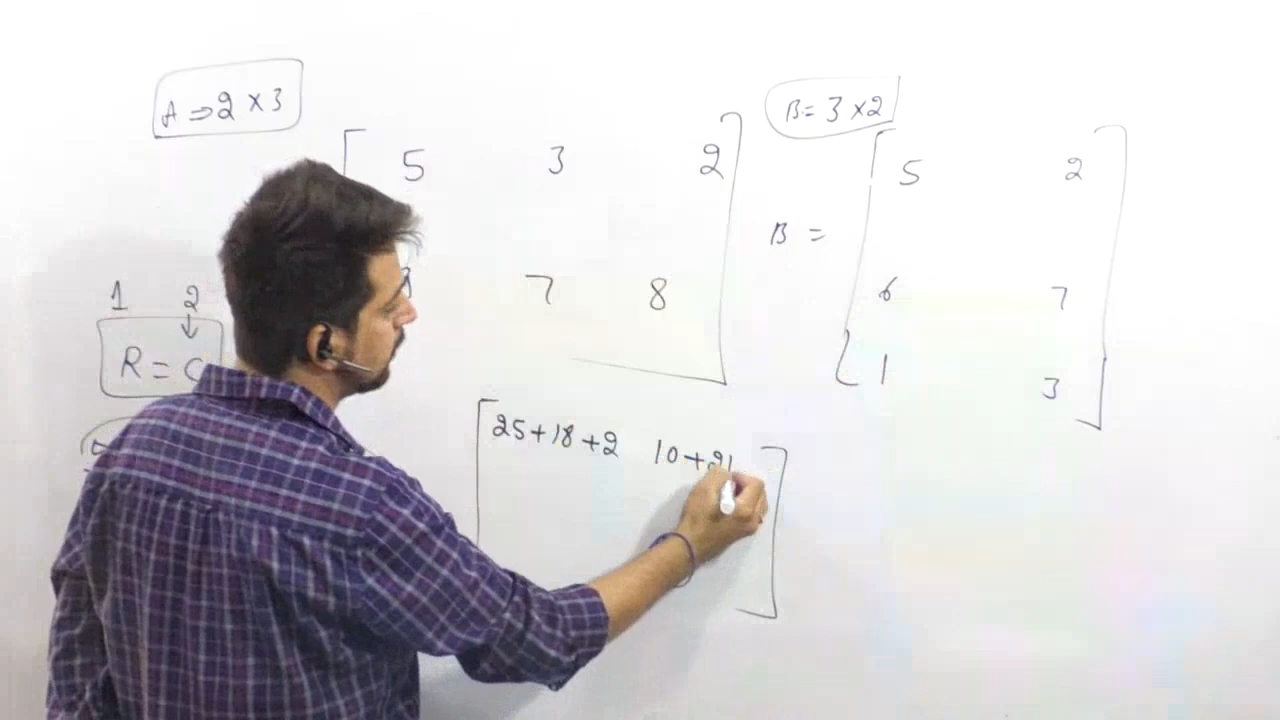 A ⇒ 2 × 3
B = 3 × 2
5 3 2
5 2
B =
7 8
6 7
1 2
↓
R = C
1 3
25+18+2 10+21